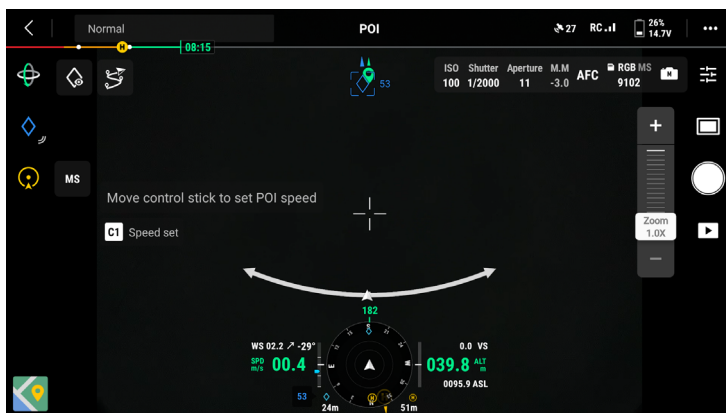 Normal
POI
27
RC
26%
14.7V
H
08:15
53
ISO Shutter Aperture M.M
100 1/2000 11 -3.0
AFC
RGB MS
9102
M
MS
Move control stick to set POI speed
C1 Speed set
+
Zoom
1.0X
−
182
WS 02.2 ↗ -29°
SPD
m/s
00.4
S
21
24
W
E
N
H
0.0 VS
039.8
ALT
m
0095.9 ASL
53
24m
51m